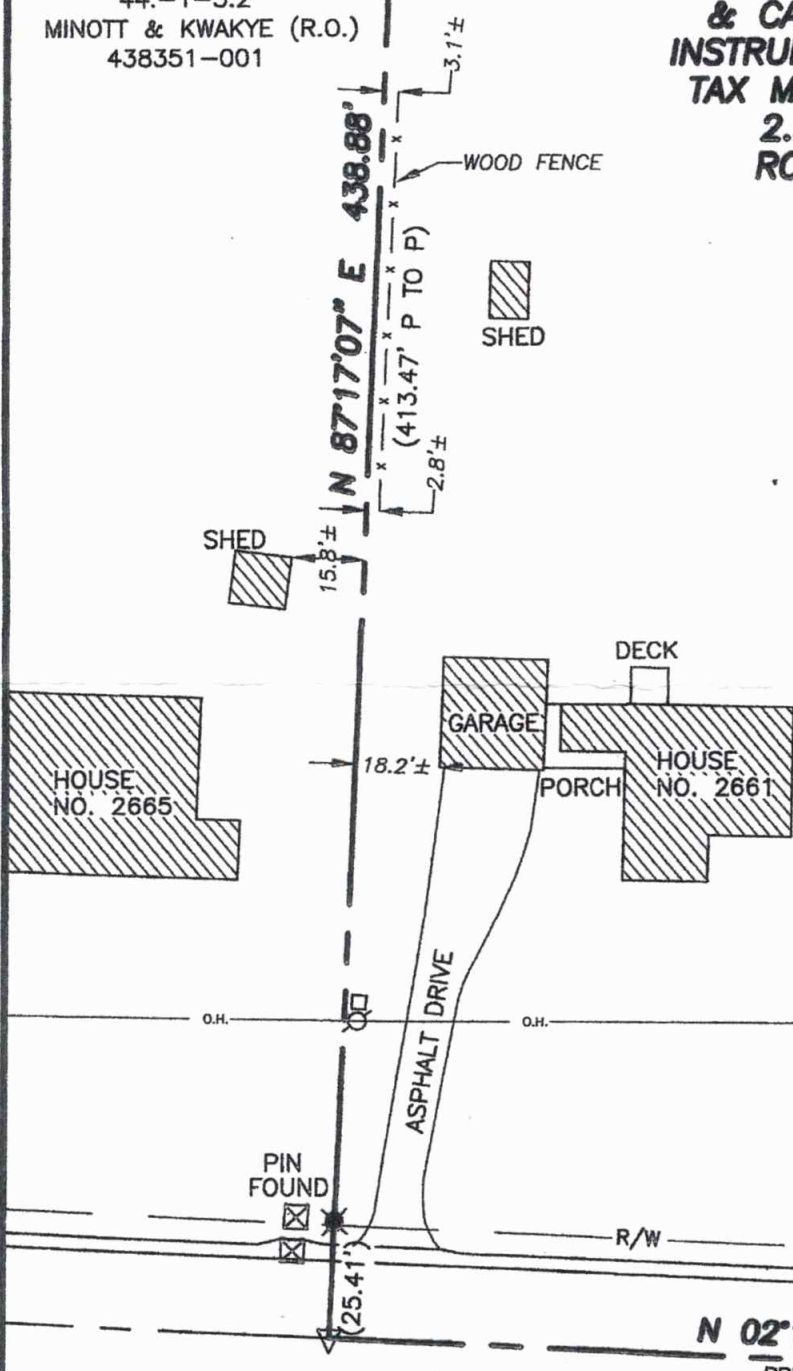 MINOTT & KWAKYE (R.O.)
438351-001
& CA
INSTRU
TAX M
2.
RO
3.1'±
WOOD FENCE
N 87°17'07" E 438.88'
(413.47' P TO P)
SHED
2.8'±
SHED
15.8'±
DECK
GARAGE
18.2'±
HOUSE
NO. 2665
PORCH
HOUSE
NO. 2661
ASPHALT DRIVE
O.H.
O.H.
PIN
FOUND
R/W
(25.41')
N 02°